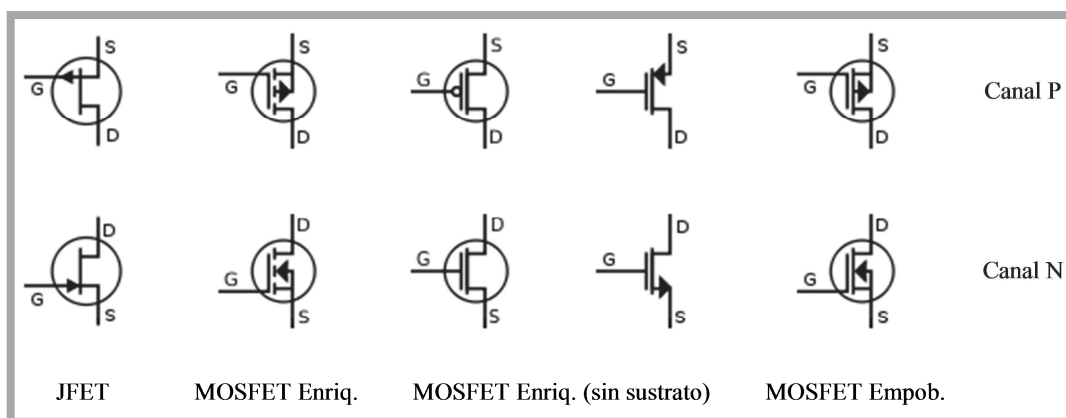 S S S S S
G G G G G Canal P
D D D D D
D D D D D
G G G G G Canal N
S S S S S
JFET MOSFET Enriq. MOSFET Enriq. (sin sustrato) MOSFET Empob.